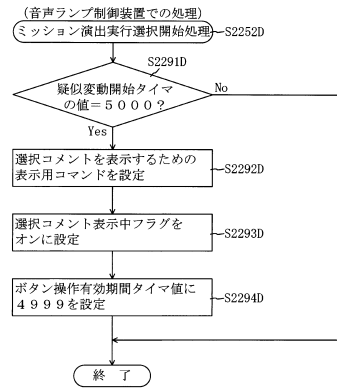 (音声ランプ制御装置での処理)
ミッション演出実行選択開始処理
S2252D
S2291D
疑似変動開始タイマ
の値=5000?
No
Yes
選択コメントを表示するための
表示用コマンドを設定
S2292D
選択コメント表示中フラグを
オンに設定
S2293D
ボタン操作有効期間タイマ値に
4999を設定
S2294D
終 了